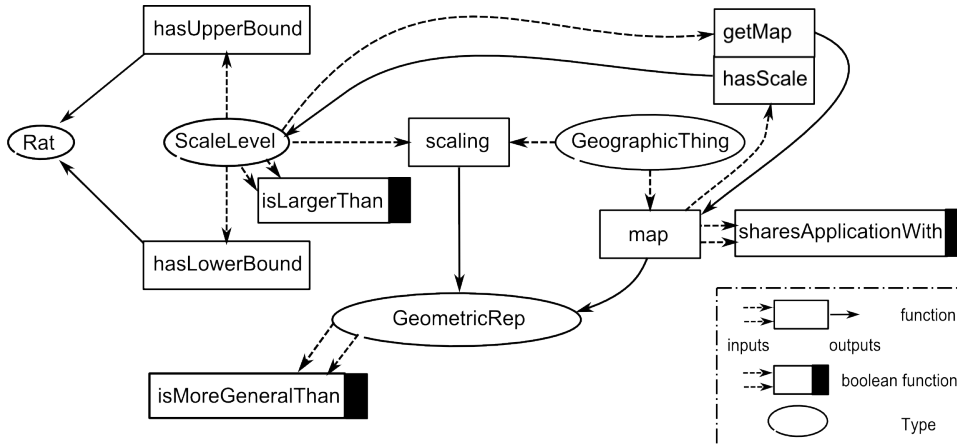 hasUpperBound
getMap
hasScale
Rat
ScaleLevel
scaling
GeographicThing
isLargerThan
map
sharesApplicationWith
hasLowerBound
GeometricRep
isMoreGeneralThan
function
inputs
outputs
boolean function
Type